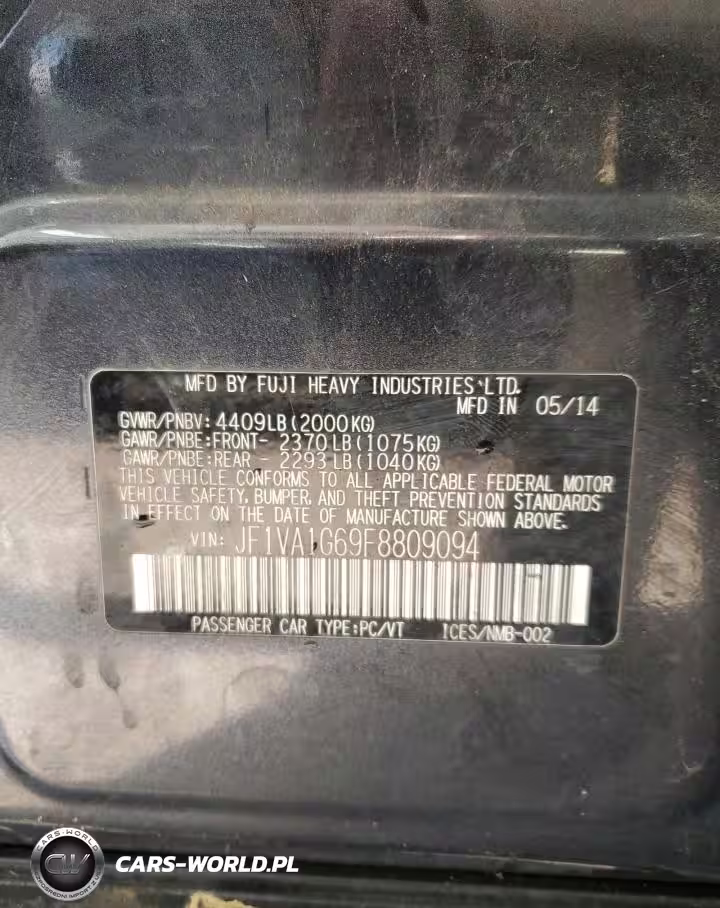 MFD BY FUJI HEAVY INDUSTRIES LTD.
MFD IN 05/14
GVWR/PNBV: 4409LB (2000KG)
GAWR/PNBE:FRONT- 2370 LB (1075KG)
GAWR/PNBE:REAR - 2293 LB (1040KG)
THIS VEHICLE CONFORMS TO ALL APPLICABLE FEDERAL MOTOR
VEHICLE SAFETY, BUMPER, AND THEFT PREVENTION STANDARDS
IN EFFECT ON THE DATE OF MANUFACTURE SHOWN ABOVE.
VIN: JF1VA1G69F8809094
PASSENGER CAR TYPE:PC/VT ICES/NMB-002
CARS-WORLD
CW
CARS-WORLD.PL